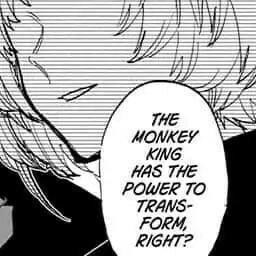 THE
MONKEY
KING
HAS THE
POWER TO
TRANS-
FORM,
RIGHT?